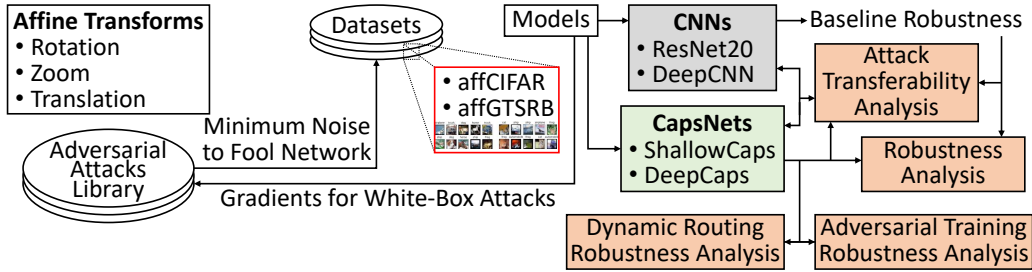 Affine Transforms
• Rotation
• Zoom
• Translation
Datasets
• affCIFAR
• affGTSRB
Adversarial
Attacks
Library
Minimum Noise
to Fool Network
Gradients for White-Box Attacks
Models
CNNs
• ResNet20
• DeepCNN
CapsNets
• ShallowCaps
• DeepCaps
Baseline Robustness
Attack
Transferability
Analysis
Robustness
Analysis
Dynamic Routing
Robustness Analysis
Adversarial Training
Robustness Analysis